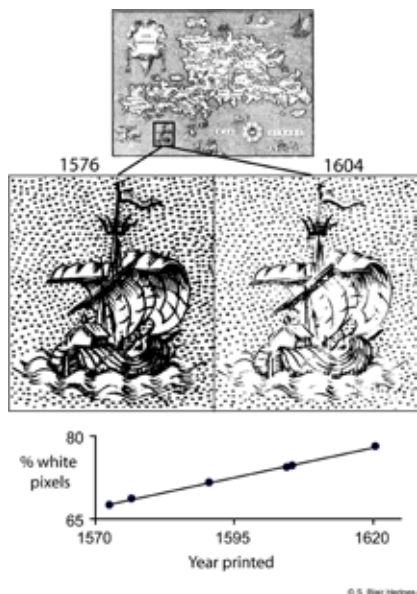 1576
1604
80
% white
pixels
65
1570
1595
1620
Year printed
© S. Blair Hedges